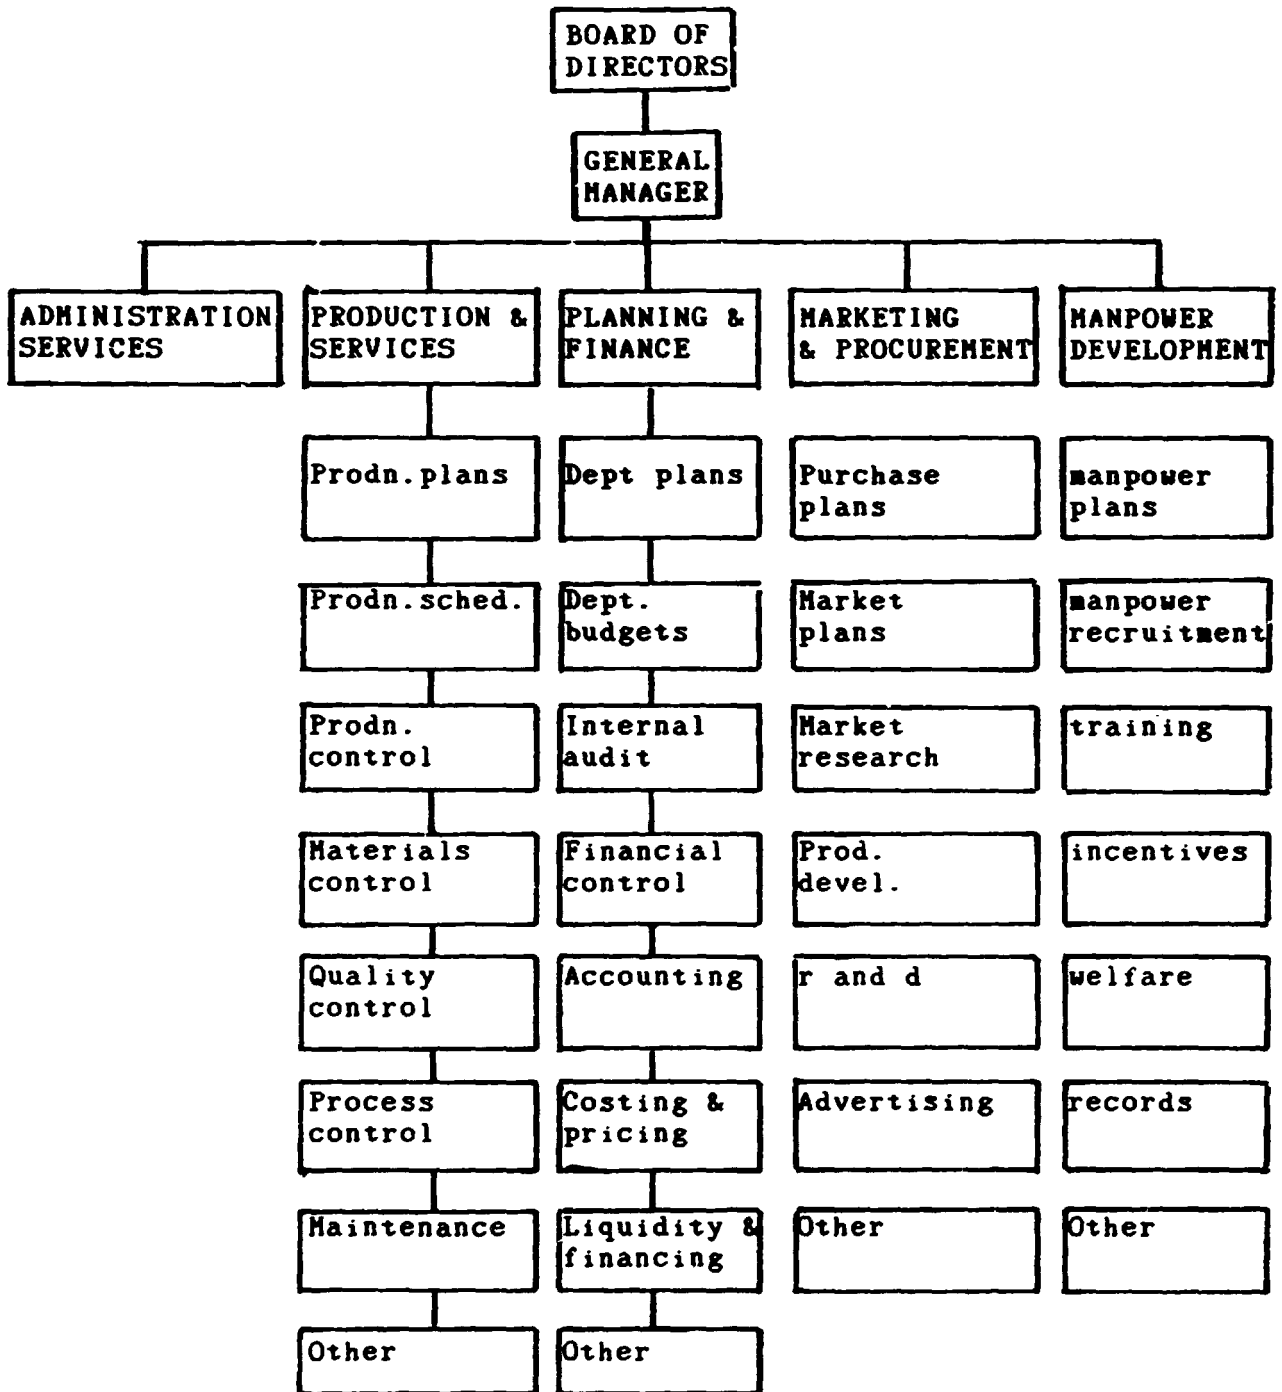 BOARD OF
DIRECTORS
GENERAL
MANAGER
ADMINISTRATION
SERVICES
PRODUCTION &
SERVICES
PLANNING &
FINANCE
MARKETING
& PROCUREMENT
MANPOWER
DEVELOPMENT
Prodn.plans
Dept plans
Purchase
plans
manpower
plans
Prodn.sched.
Dept.
budgets
Market
plans
manpower
recruitment
Prodn.
control
Internal
audit
Market
research
training
Materials
control
Financial
control
Prod.
devel.
incentives
Quality
control
Accounting
r and d
welfare
Process
control
Costing &
pricing
Advertising
records
Maintenance
Liquidity &
financing
Other
Other
Other
Other